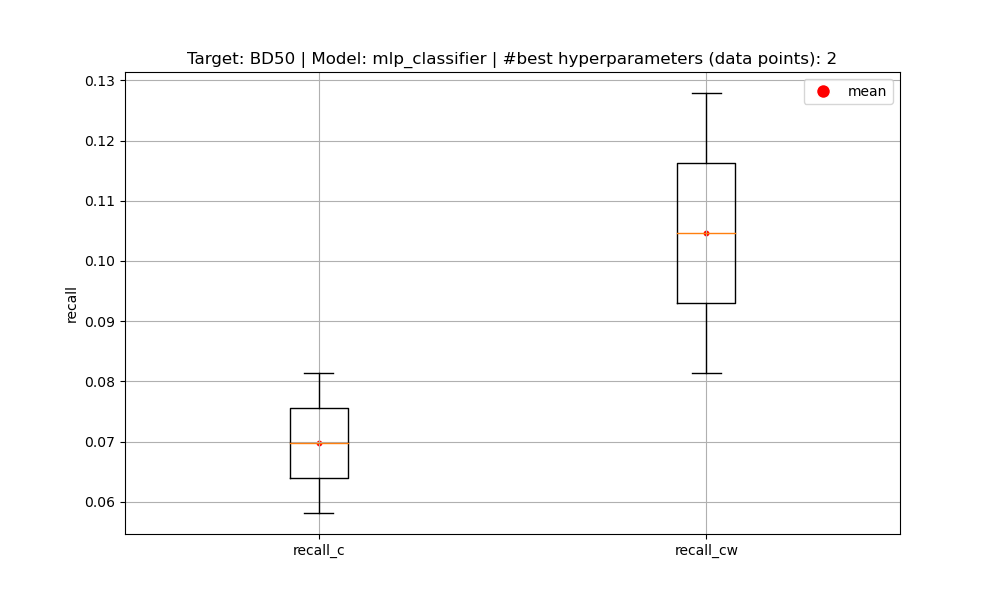 Target: BD50 | Model: mlp_classifier | #best hyperparameters (data points): 2
mean
0.13
0.12
0.11
0.10
0.09
0.08
0.07
0.06
recall
recall_c
recall_cw